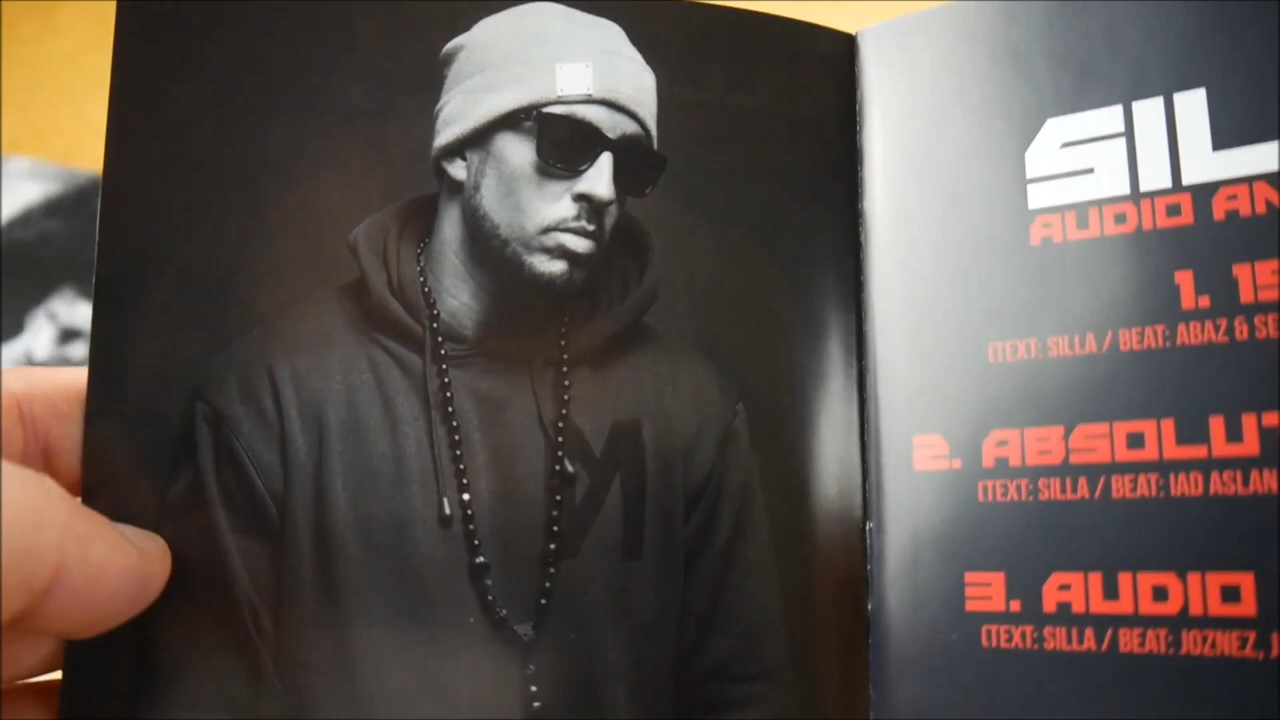 SIL
AUDIO AN
1. 15
(TEXT: SILLA / BEAT: ABAZ & SE
2. ABSOLUT
(TEXT: SILLA / BEAT: IAD ASLAN
3. AUDIO
(TEXT: SILLA / BEAT: JOZNEZ, J